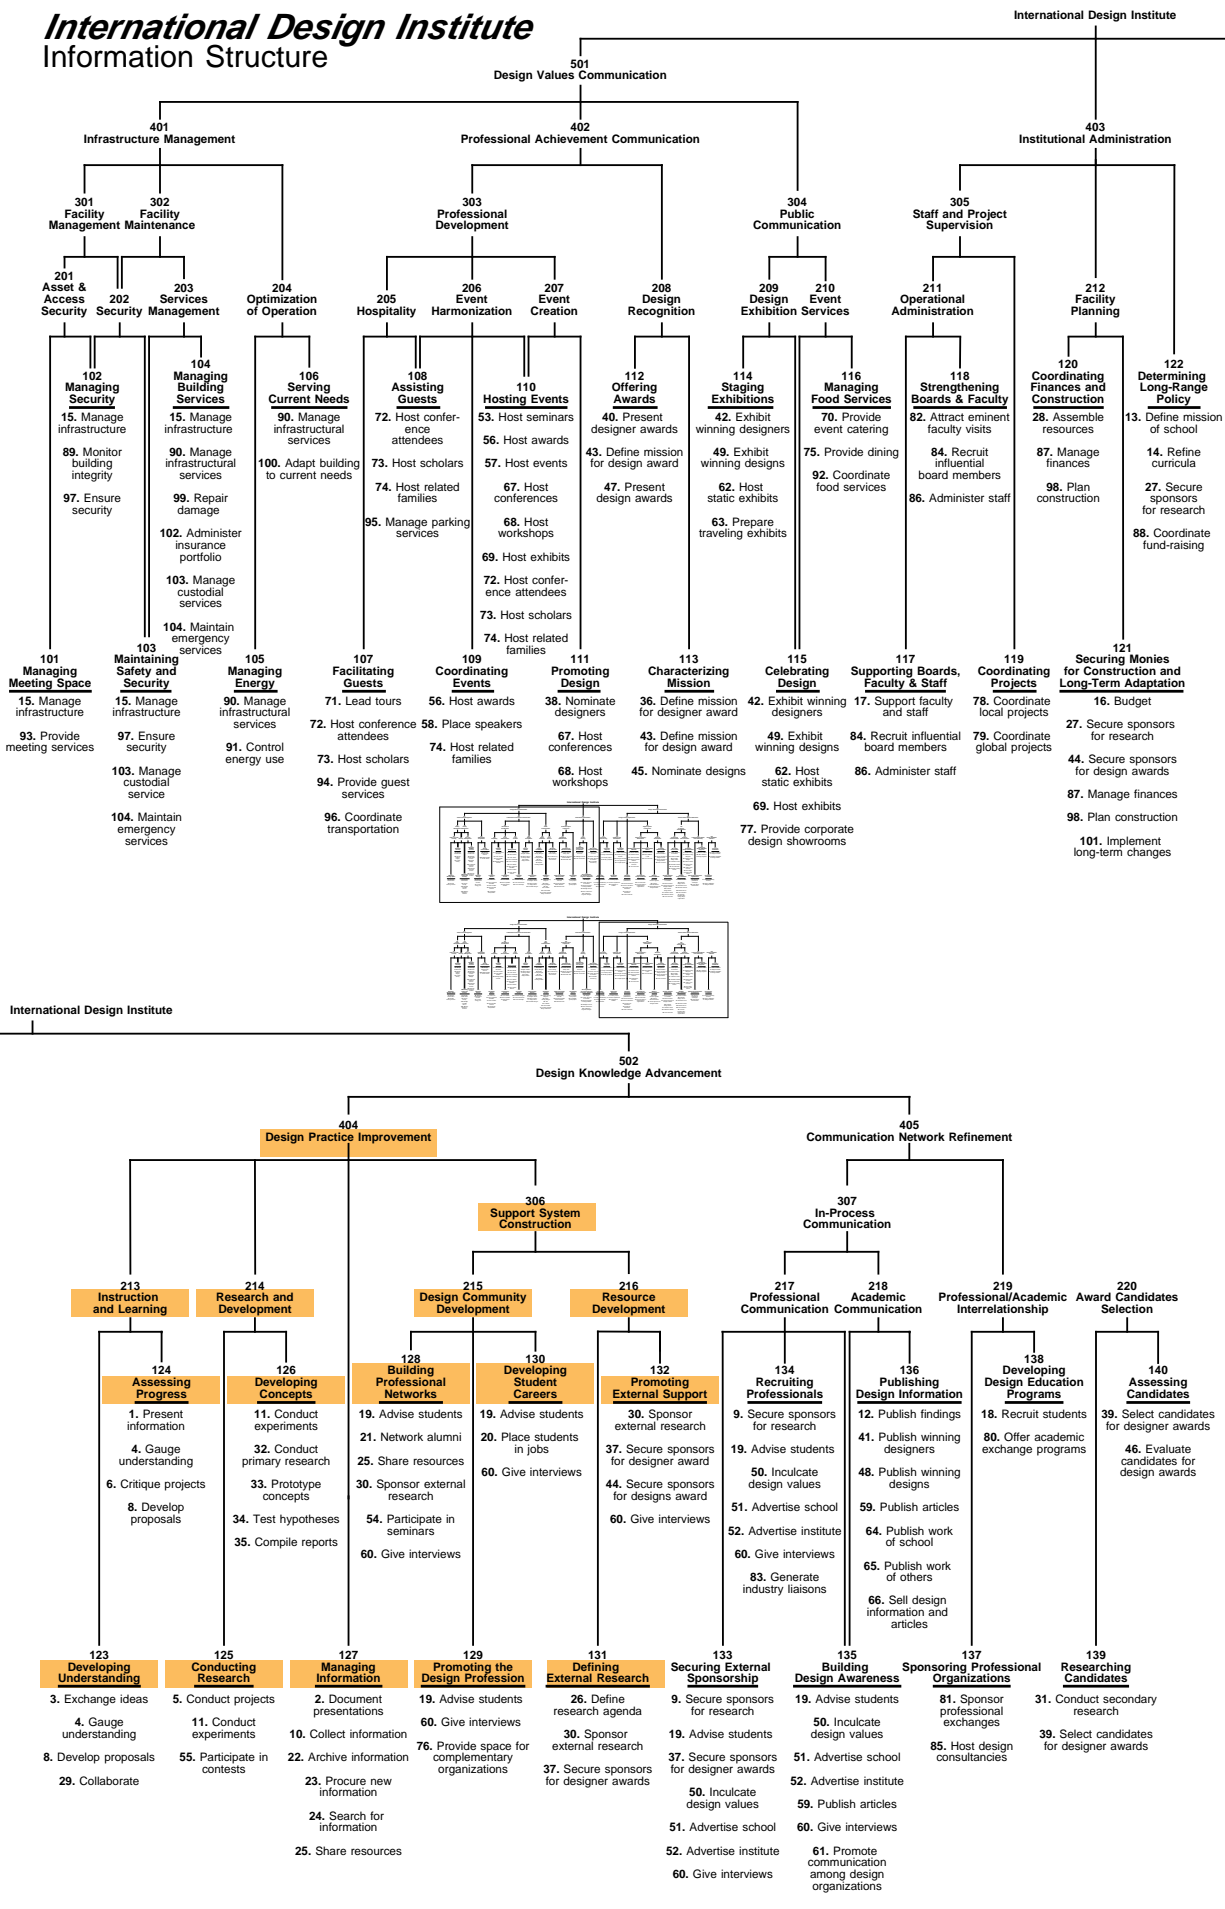 International Design Institute
Information Structure
International Design Institute
501
Design Values Communication
401
Infrastructure Management
402
Professional Achievement Communication
403
Institutional Administration
301
Facility
Management
302
Facility
Maintenance
303
Professional
Development
304
Public
Communication
305
Staff and Project
Supervision
201
Asset &
Access
Security
202
Security
203
Services
Management
204
Optimization
of Operation
205
Hospitality
206
Event
Harmonization
207
Event
Creation
208
Design
Recognition
209
Design
Exhibition
210
Event
Services
211
Operational
Administration
212
Facility
Planning
102
Managing
Security
15. Manage
infrastructure
89. Monitor
building
integrity
97. Ensure
security
104
Managing
Building
Services
15. Manage
infrastructure
90. Manage
infrastructural
services
99. Repair
damage
102. Administer
insurance
portfolio
103. Manage
custodial
services
104. Maintain
emergency
services
106
Serving
Current Needs
90. Manage
infrastructural
services
100. Adapt building
to current needs
108
Assisting
Guests
72. Host confer-
ence
attendees
73. Host scholars
74. Host related
families
95. Manage parking
services
110
Hosting Events
53. Host seminars
56. Host awards
57. Host events
67. Host
conferences
68. Host
workshops
69. Host exhibits
72. Host confer-
ence attendees
73. Host scholars
74. Host related
families
112
Offering
Awards
40. Present
designer awards
43. Define mission
for design award
47. Present
design awards
114
Staging
Exhibitions
42. Exhibit
winning designers
49. Exhibit
winning designs
62. Host
static exhibits
63. Prepare
traveling exhibits
116
Managing
Food Services
70. Provide
event catering
75. Provide dining
92. Coordinate
food services
118
Strengthening
Boards & Faculty
82. Attract eminent
faculty visits
84. Recruit
influential
board members
86. Administer staff
120
Coordinating
Finances and
Construction
28. Assemble
resources
87. Manage
finances
98. Plan
construction
122
Determining
Long-Range
Policy
13. Define mission
of school
14. Refine
curricula
27. Secure
sponsors
for research
88. Coordinate
fund-raising
101
Managing
Meeting Space
15. Manage
infrastructure
93. Provide
meeting services
103
Maintaining
Safety and
Security
15. Manage
infrastructure
97. Ensure
security
103. Manage
custodial
service
104. Maintain
emergency
services
105
Managing
Energy
90. Manage
infrastructural
services
91. Control
energy use
107
Facilitating
Guests
71. Lead tours
72. Host conference
attendees
73. Host scholars
94. Provide guest
services
96. Coordinate
transportation
109
Coordinating
Events
56. Host awards
58. Place speakers
74. Host related
families
111
Promoting
Design
38. Nominate
designers
67. Host
conferences
68. Host
workshops
113
Characterizing
Mission
36. Define mission
for designer award
43. Define mission
for design award
45. Nominate designs
115
Celebrating
Design
42. Exhibit winning
designers
49. Exhibit
winning designs
62. Host
static exhibits
69. Host exhibits
77. Provide corporate
design showrooms
117
Supporting Boards,
Faculty & Staff
17. Support faculty
and staff
84. Recruit influential
board members
86. Administer staff
119
Coordinating
Projects
78. Coordinate
local projects
79. Coordinate
global projects
121
Securing Monies
for Construction and
Long-Term Adaptation
16. Budget
27. Secure sponsors
for research
44. Secure sponsors
for design awards
87. Manage finances
98. Plan construction
101. Implement
long-term changes
International Design Institute
502
Design Knowledge Advancement
404
Design Practice Improvement
405
Communication Network Refinement
306
Support System
Construction
307
In-Process
Communication
213
Instruction
and Learning
214
Research and
Development
215
Design Community
Development
216
Resource
Development
217
Professional
Communication
218
Academic
Communication
219
Professional/Academic
Interrelationship
220
Award Candidates
Selection
124
Assessing
Progress
1. Present
information
4. Gauge
understanding
6. Critique projects
8. Develop
proposals
126
Developing
Concepts
11. Conduct
experiments
32. Conduct
primary research
33. Prototype
concepts
34. Test hypotheses
35. Compile reports
128
Building
Professional
Networks
19. Advise students
21. Network alumni
25. Share resources
30. Sponsor external
research
54. Participate in
seminars
60. Give interviews
130
Developing
Student
Careers
19. Advise students
20. Place students
in jobs
60. Give interviews
132
Promoting
External Support
30. Sponsor
external research
37. Secure sponsors
for designer award
44. Secure sponsors
for designs award
60. Give interviews
134
Recruiting
Professionals
9. Secure sponsors
for research
19. Advise students
50. Inculcate
design values
51. Advertise school
52. Advertise institute
60. Give interviews
83. Generate
industry liaisons
136
Publishing
Design Information
12. Publish findings
41. Publish winning
designers
48. Publish winning
designs
59. Publish articles
64. Publish work
of school
65. Publish work
of others
66. Sell design
information and
articles
138
Developing
Design Education
Programs
18. Recruit students
80. Offer academic
exchange programs
140
Assessing
Candidates
39. Select candidates
for designer awards
46. Evaluate
candidates for
design awards
123
Developing
Understanding
3. Exchange ideas
4. Gauge
understanding
8. Develop proposals
29. Collaborate
125
Conducting
Research
5. Conduct projects
11. Conduct
experiments
55. Participate in
contests
127
Managing
Information
2. Document
presentations
10. Collect information
22. Archive information
23. Procure new
information
24. Search for
information
25. Share resources
129
Promoting the
Design Profession
19. Advise students
60. Give interviews
76. Provide space for
complementary
organizations
131
Defining
External Research
26. Define
research agenda
30. Sponsor
external research
37. Secure sponsors
for designer awards
133
Securing External
Sponsorship
9. Secure sponsors
for research
19. Advise students
37. Secure sponsors
for designer awards
50. Inculcate
design values
51. Advertise school
52. Advertise institute
60. Give interviews
135
Building
Design Awareness
19. Advise students
50. Inculcate
design values
51. Advertise school
52. Advertise institute
59. Publish articles
60. Give interviews
61. Promote
communication
among design
organizations
137
Sponsoring Professional
Organizations
81. Sponsor
professional
exchanges
85. Host design
consultancies
139
Researching
Candidates
31. Conduct secondary
research
39. Select candidates
for designer awards